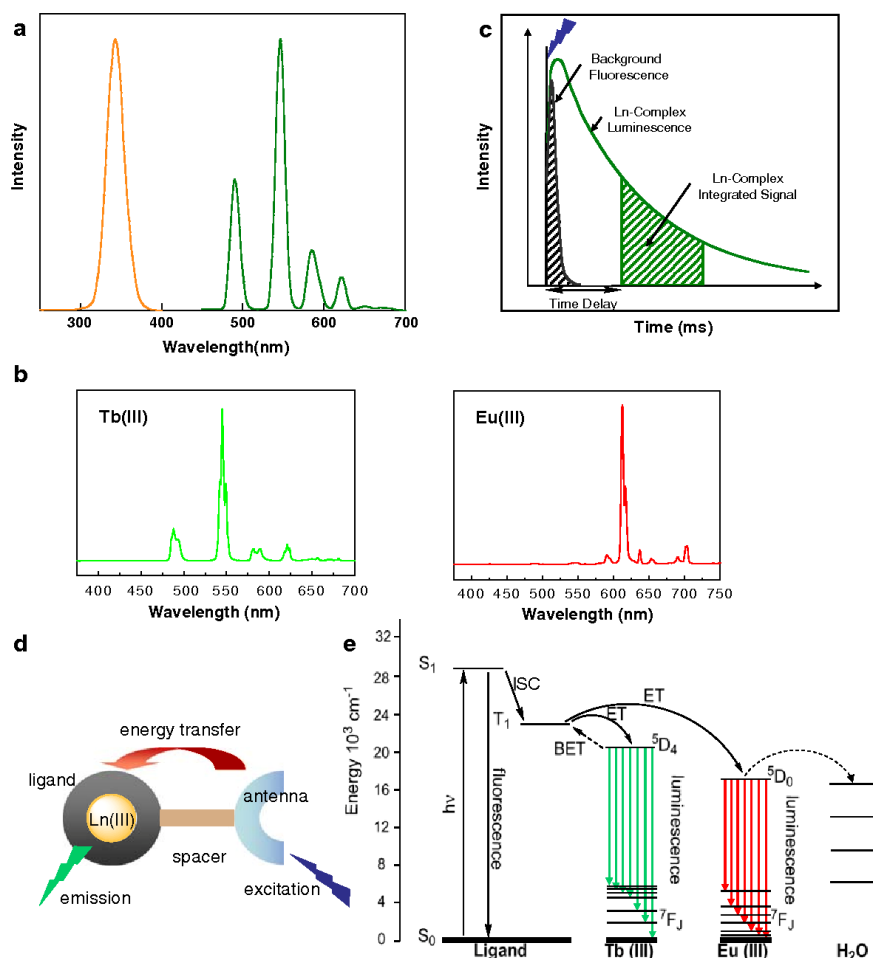 a
Intensity
300 400 500 600 700
Wavelength(nm)
c
Intensity
Background
Fluorescence
Ln-Complex
Luminescence
Ln-Complex
Integrated Signal
Time Delay
Time (ms)
b
Tb(III)
400 450 500 550 600 650 700
Wavelength (nm)
Eu(III)
400 450 500 550 600 650 700 750
Wavelength (nm)
d
energy transfer
ligand
Ln(III)
antenna
spacer
emission
excitation
e
Energy 10³ cm⁻¹
32
28
24
20
16
12
8
4
0
S₁
ISC
T₁
ET
ET
BET
⁵D₄
⁵D₀
hν
fluorescence
luminescence
luminescence
⁷F_J
⁷F_J
S₀
Ligand
Tb (III)
Eu (III)
H₂O